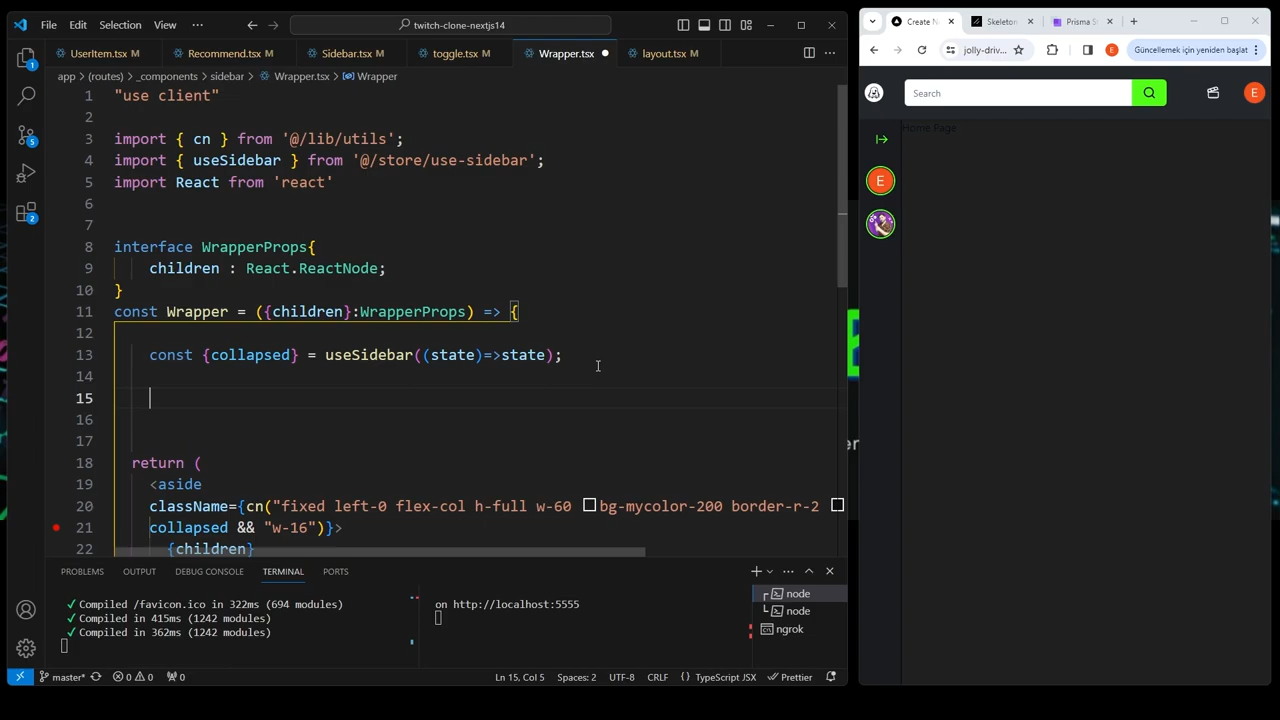 File Edit Selection View ··· twitch-clone-nextjs14
UserItem.tsx M Recommend.tsx M Sidebar.tsx M toggle.tsx M Wrapper.tsx layout.tsx M ···
app > (routes) > _components > sidebar > Wrapper.tsx > Wrapper
1 "use client"
2
3 import { cn } from '@/lib/utils';
4 import { useSidebar } from '@/store/use-sidebar';
5 import React from 'react'
6
7
8 interface WrapperProps{
9 children : React.ReactNode;
10 }
11 const Wrapper = ({children}:WrapperProps) => {
12
13 const {collapsed} = useSidebar((state)=>state);
14
15
16
17
18 return (
19 <aside
20 className={cn("fixed left-0 flex-col h-full w-60 bg-mycolor-200 border-r-2
21 collapsed && "w-16")}>
22 {children}
PROBLEMS OUTPUT DEBUG CONSOLE TERMINAL PORTS
✓ Compiled /favicon.ico in 322ms (694 modules)
✓ Compiled in 415ms (1242 modules)
✓ Compiled in 362ms (1242 modules)
on http://localhost:5555
node
node
ngrok
1
5
2
master* 0 0 0 Ln 15, Col 5 Spaces: 2 UTF-8 CRLF {} TypeScript JSX Prettier
Create N Skeleton Prisma S
jolly-driv... E Güncellemek için yeniden başlat
Search E
Home Page
E
er